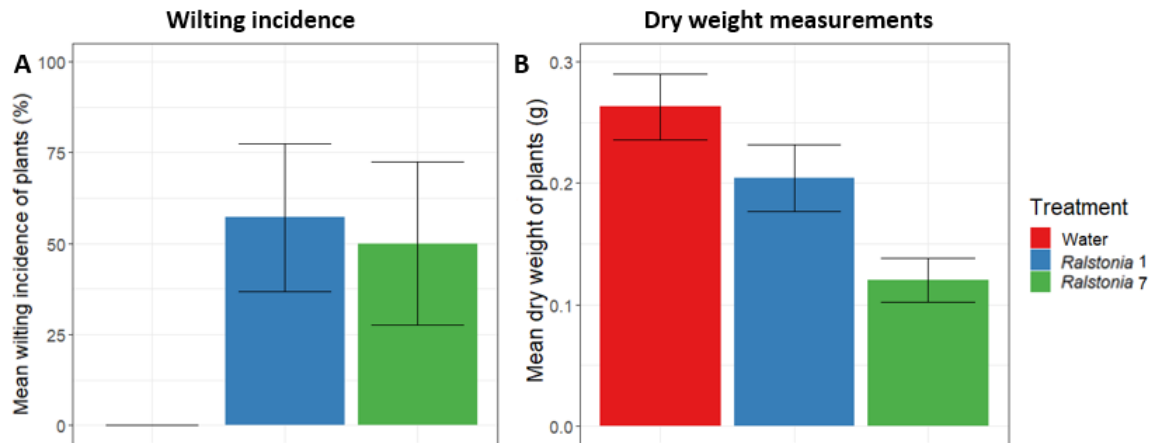 Wilting incidence
A
Mean wilting incidence of plants (%)
100
75
50
25
0
Dry weight measurements
B
Mean dry weight of plants (g)
0.3
0.2
0.1
0.0
Treatment
Water
Ralstonia 1
Ralstonia 7